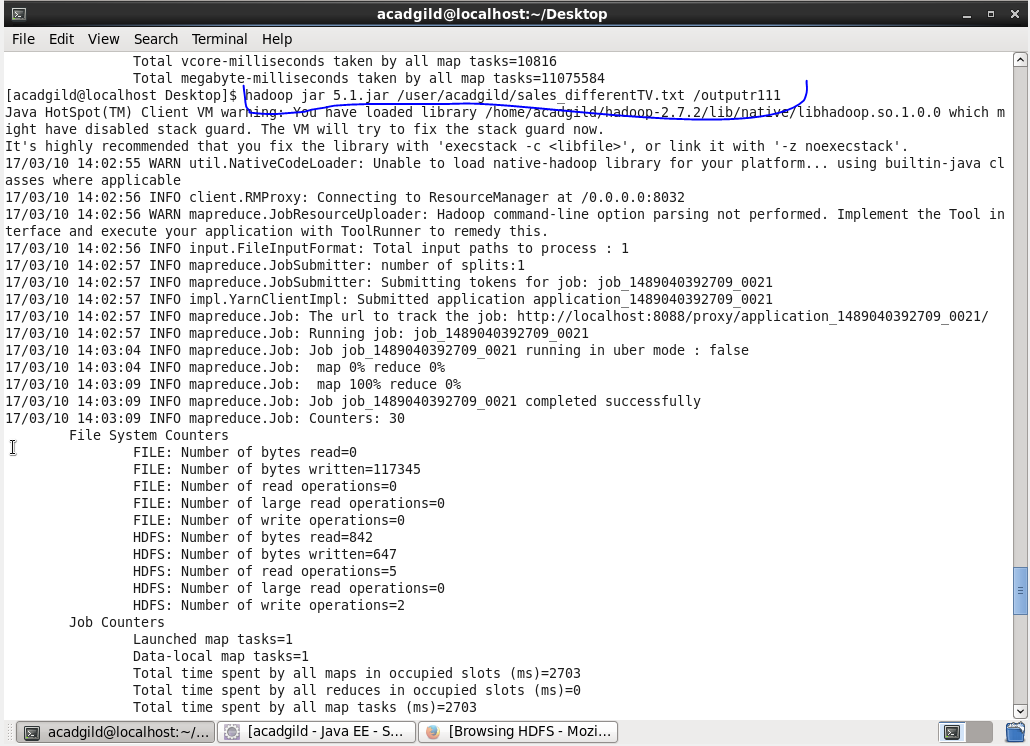 acadgild@localhost:~/Desktop
File Edit View Search Terminal Help
Total vcore-milliseconds taken by all map tasks=10816
Total megabyte-milliseconds taken by all map tasks=11075584
[acadgild@localhost Desktop]$ hadoop jar 5.1.jar /user/acadgild/sales_differentTV.txt /outputr111
Java HotSpot(TM) Client VM warning: You have loaded library /home/acadgild/hadoop-2.7.2/lib/native/libhadoop.so.1.0.0 which m
ight have disabled stack guard. The VM will try to fix the stack guard now.
It's highly recommended that you fix the library with 'execstack -c <libfile>', or link it with '-z noexecstack'.
17/03/10 14:02:55 WARN util.NativeCodeLoader: Unable to load native-hadoop library for your platform... using builtin-java cl
asses where applicable
17/03/10 14:02:56 INFO client.RMProxy: Connecting to ResourceManager at /0.0.0.0:8032
17/03/10 14:02:56 WARN mapreduce.JobResourceUploader: Hadoop command-line option parsing not performed. Implement the Tool in
terface and execute your application with ToolRunner to remedy this.
17/03/10 14:02:56 INFO input.FileInputFormat: Total input paths to process : 1
17/03/10 14:02:57 INFO mapreduce.JobSubmitter: number of splits:1
17/03/10 14:02:57 INFO mapreduce.JobSubmitter: Submitting tokens for job: job_1489040392709_0021
17/03/10 14:02:57 INFO impl.YarnClientImpl: Submitted application application_1489040392709_0021
17/03/10 14:02:57 INFO mapreduce.Job: The url to track the job: http://localhost:8088/proxy/application_1489040392709_0021/
17/03/10 14:02:57 INFO mapreduce.Job: Running job: job_1489040392709_0021
17/03/10 14:03:04 INFO mapreduce.Job: Job job_1489040392709_0021 running in uber mode : false
17/03/10 14:03:04 INFO mapreduce.Job:  map 0% reduce 0%
17/03/10 14:03:09 INFO mapreduce.Job:  map 100% reduce 0%
17/03/10 14:03:09 INFO mapreduce.Job: Job job_1489040392709_0021 completed successfully
17/03/10 14:03:09 INFO mapreduce.Job: Counters: 30
File System Counters
FILE: Number of bytes read=0
FILE: Number of bytes written=117345
FILE: Number of read operations=0
FILE: Number of large read operations=0
FILE: Number of write operations=0
HDFS: Number of bytes read=842
HDFS: Number of bytes written=647
HDFS: Number of read operations=5
HDFS: Number of large read operations=0
HDFS: Number of write operations=2
Job Counters
Launched map tasks=1
Data-local map tasks=1
Total time spent by all maps in occupied slots (ms)=2703
Total time spent by all reduces in occupied slots (ms)=0
Total time spent by all map tasks (ms)=2703
acadgild@localhost:~/... [acadgild - Java EE - S... [Browsing HDFS - Mozi...